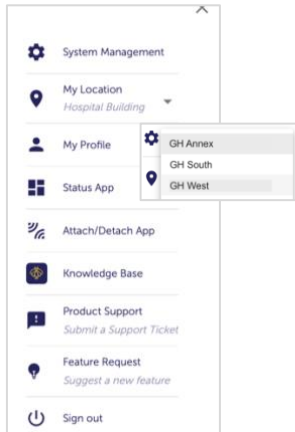 System Management
My Location
Hospital Building
My Profile
GH Annex
GH South
GH West
Status App
Attach/Detach App
Knowledge Base
Product Support
Submit a Support Ticket
Feature Request
Suggest a new feature
Sign out